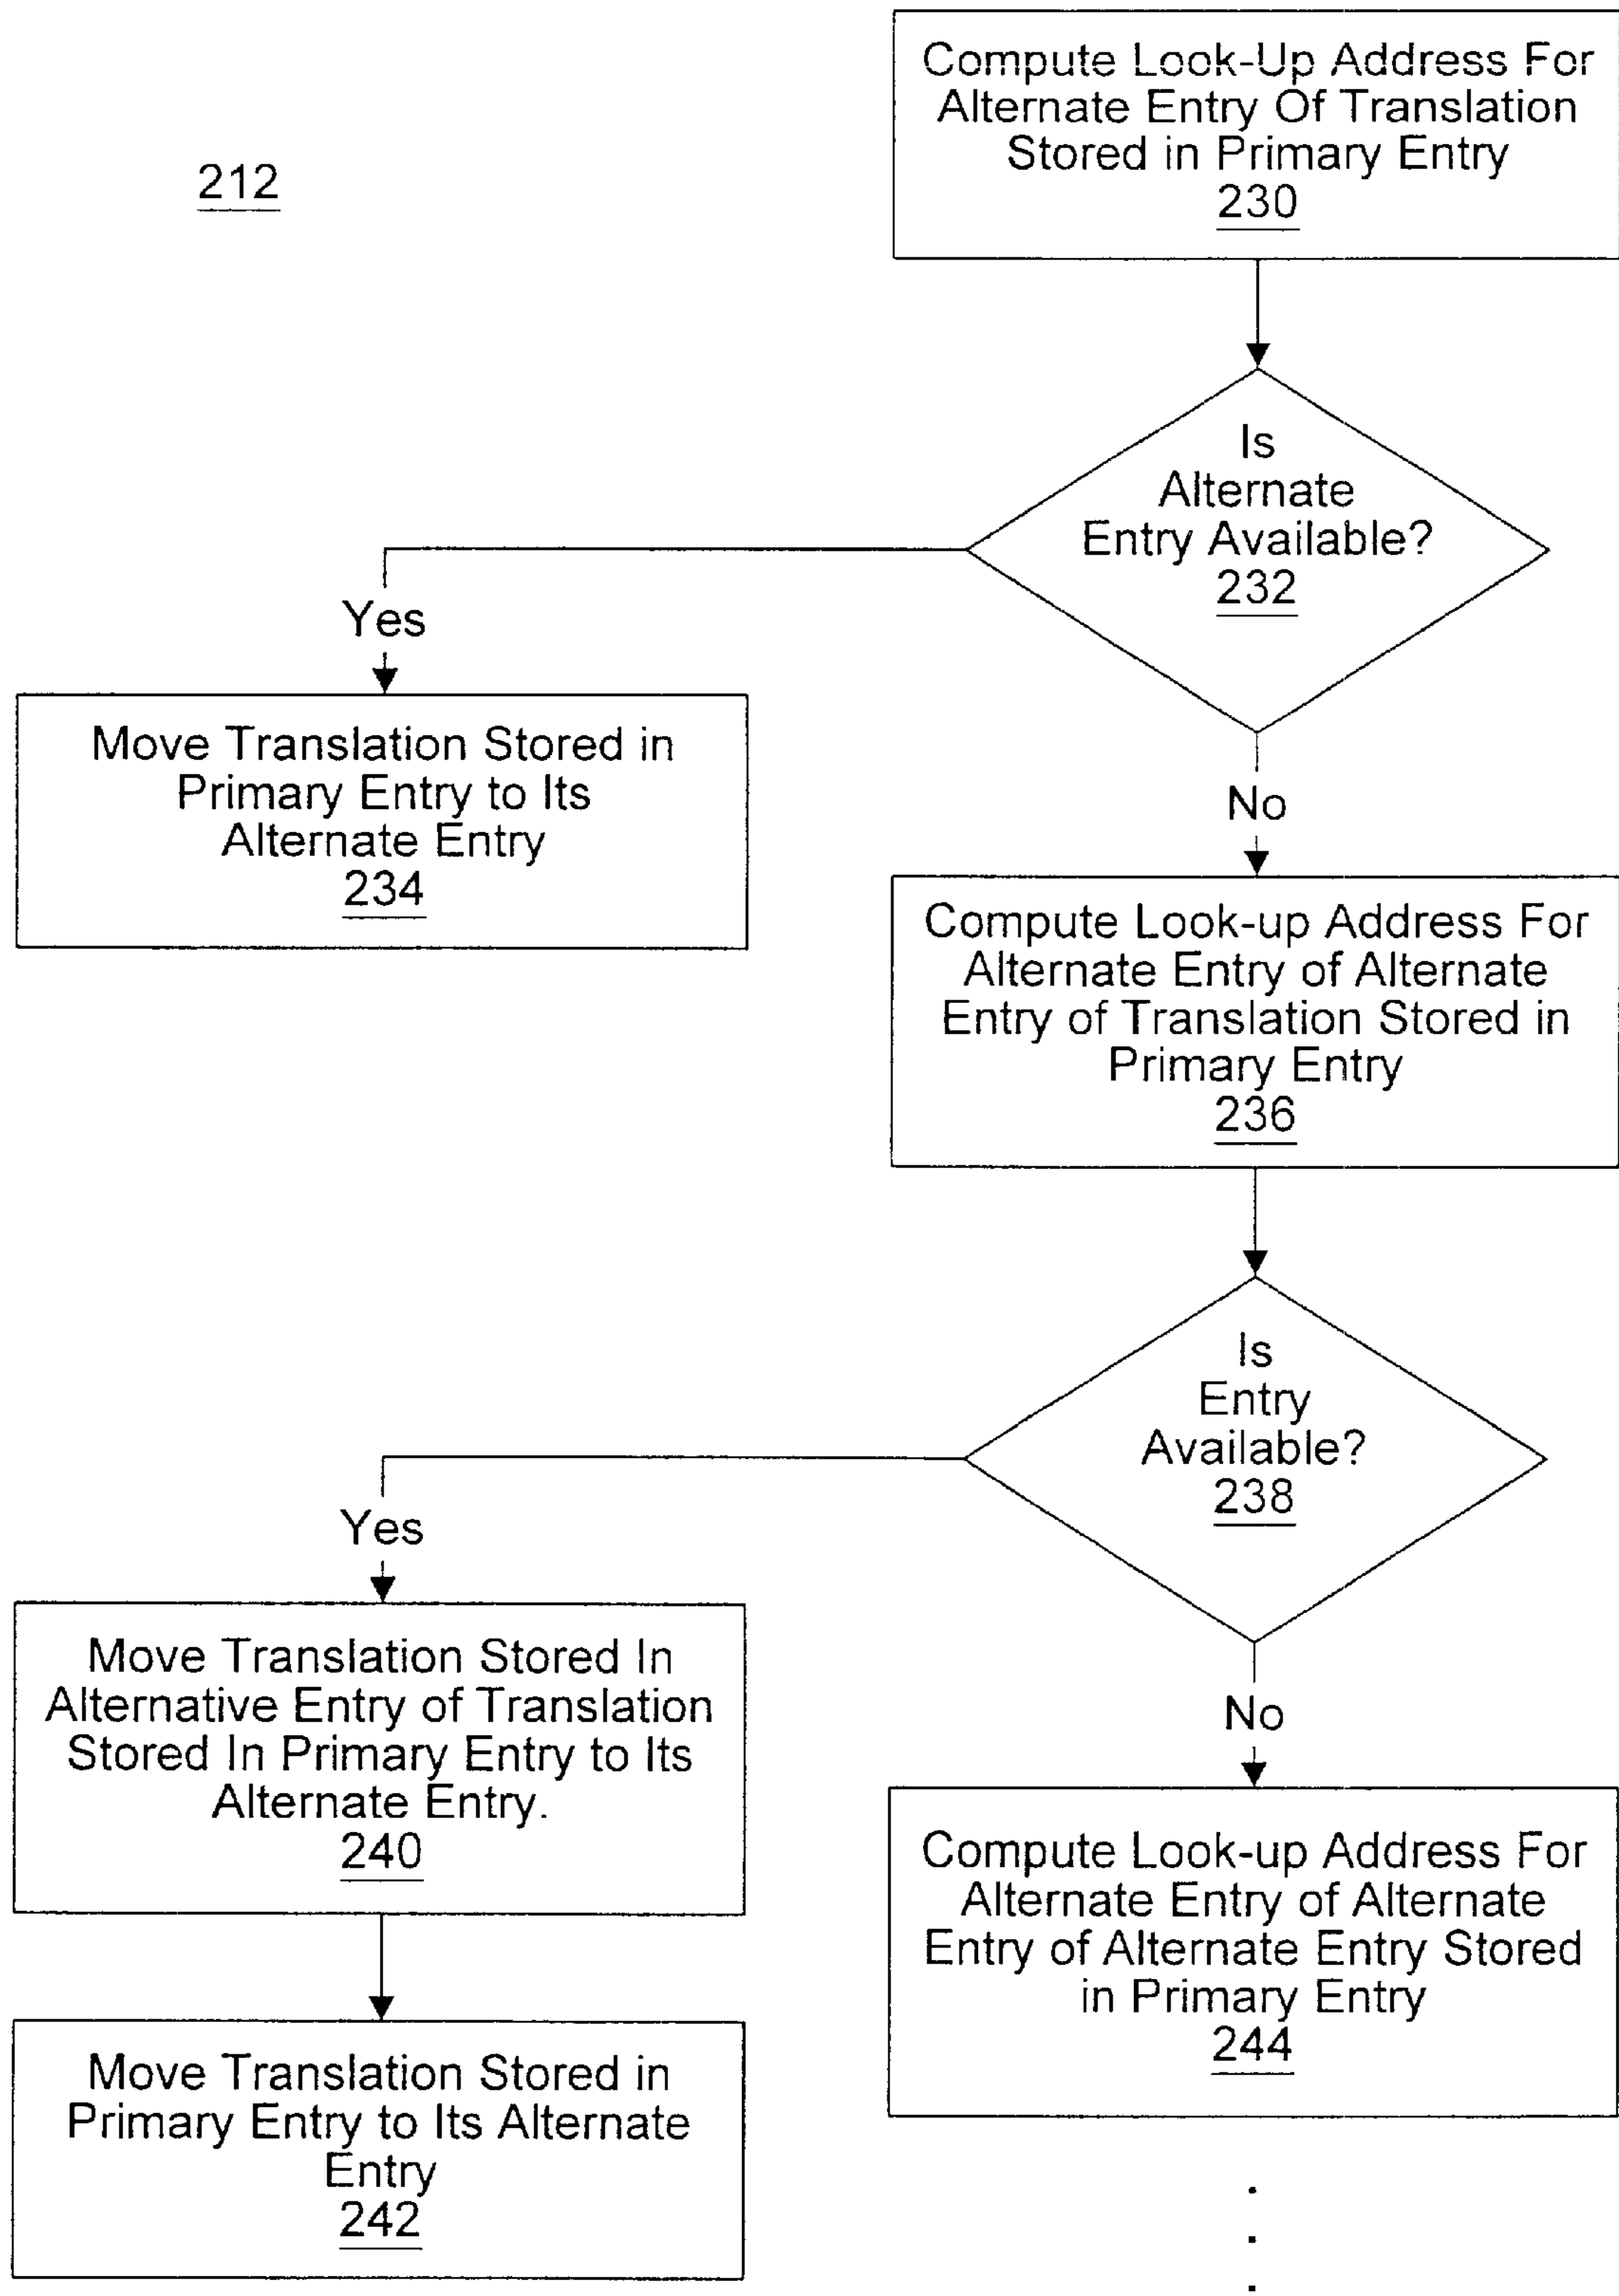 212
Compute Look-Up Address For
Alternate Entry Of Translation
Stored in Primary Entry
230
Is
Alternate
Entry Available?
232
Yes
No
Move Translation Stored in
Primary Entry to Its
Alternate Entry
234
Compute Look-up Address For
Alternate Entry of Alternate
Entry of Translation Stored in
Primary Entry
236
Is
Entry
Available?
238
Yes
No
Move Translation Stored In
Alternative Entry of Translation
Stored In Primary Entry to Its
Alternate Entry.
240
Move Translation Stored in
Primary Entry to Its Alternate
Entry
242
Compute Look-up Address For
Alternate Entry of Alternate
Entry of Alternate Entry Stored
in Primary Entry
244
.
.
.